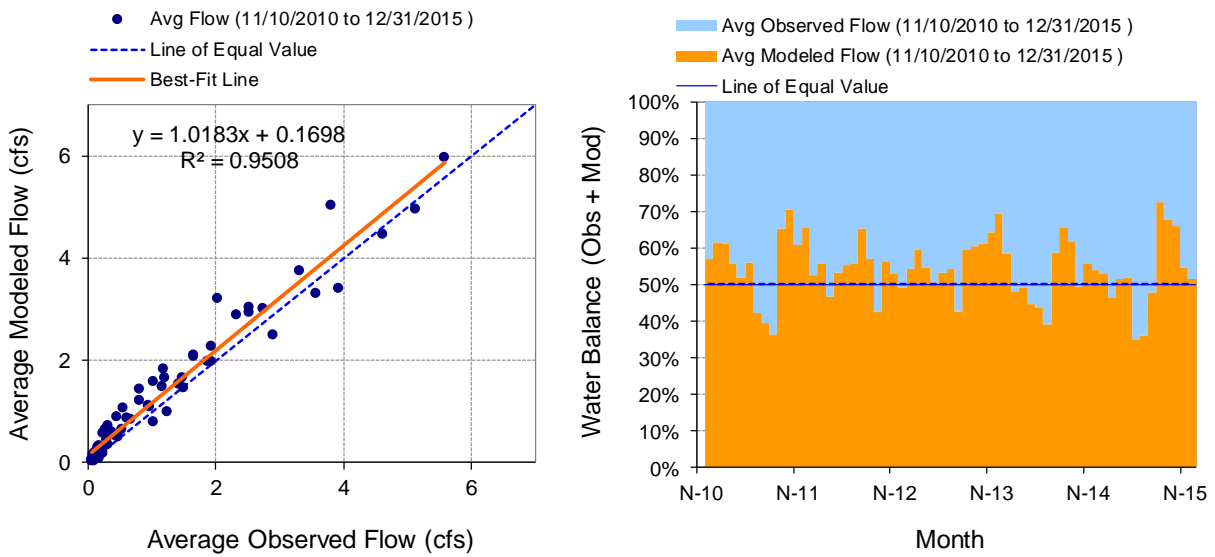 Avg Flow (11/10/2010 to 12/31/2015 )
Line of Equal Value
Best-Fit Line
y = 1.0183x + 0.1698
R² = 0.9508
Average Modeled Flow (cfs)
6
4
2
0
0
2
4
6
Average Observed Flow (cfs)
Avg Observed Flow (11/10/2010 to 12/31/2015 )
Avg Modeled Flow (11/10/2010 to 12/31/2015 )
Line of Equal Value
Water Balance (Obs + Mod)
100%
90%
80%
70%
60%
50%
40%
30%
20%
10%
0%
N-10
N-11
N-12
N-13
N-14
N-15
Month